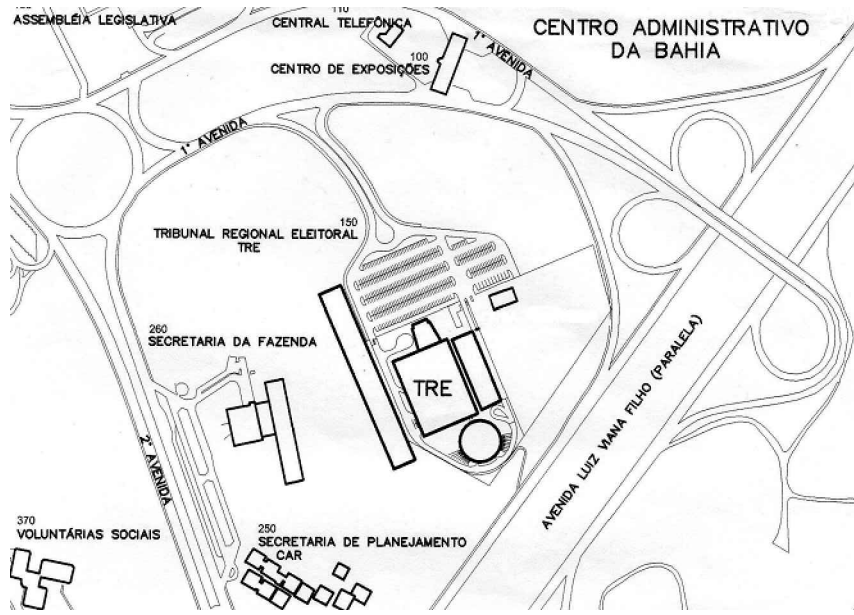 ASSEMBLÉIA LEGISLATIVA
110
CENTRAL TELEFÔNICA
100
CENTRO DE EXPOSIÇÕES
1ª AVENIDA
CENTRO ADMINISTRATIVO
DA BAHIA
1ª AVENIDA
150
TRIBUNAL REGIONAL ELEITORAL
TRE
260
SECRETARIA DA FAZENDA
TRE
AVENIDA LUIZ VIANA FILHO (PARALELA)
2ª AVENIDA
370
VOLUNTÁRIAS SOCIAIS
250
SECRETARIA DE PLANEJAMENTO
CAR